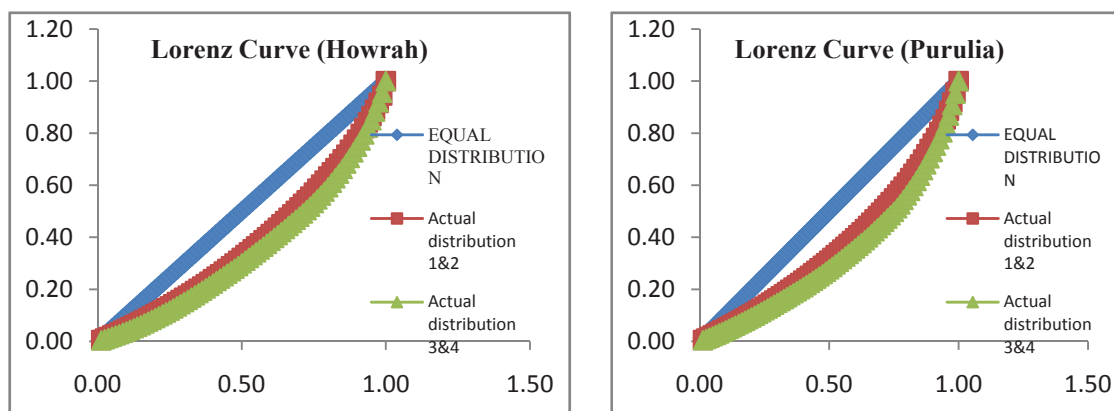 Lorenz Curve (Howrah)
1.20
1.00
0.80
0.60
0.40
0.20
0.00
0.00 0.50 1.00 1.50
EQUAL
DISTRIBUTIO
N
Actual
distribution
1&2
Actual
distribution
3&4
Lorenz Curve (Purulia)
1.20
1.00
0.80
0.60
0.40
0.20
0.00
0.00 0.50 1.00 1.50
EQUAL
DISTRIBUTIO
N
Actual
distribution
1&2
Actual
distribution
3&4